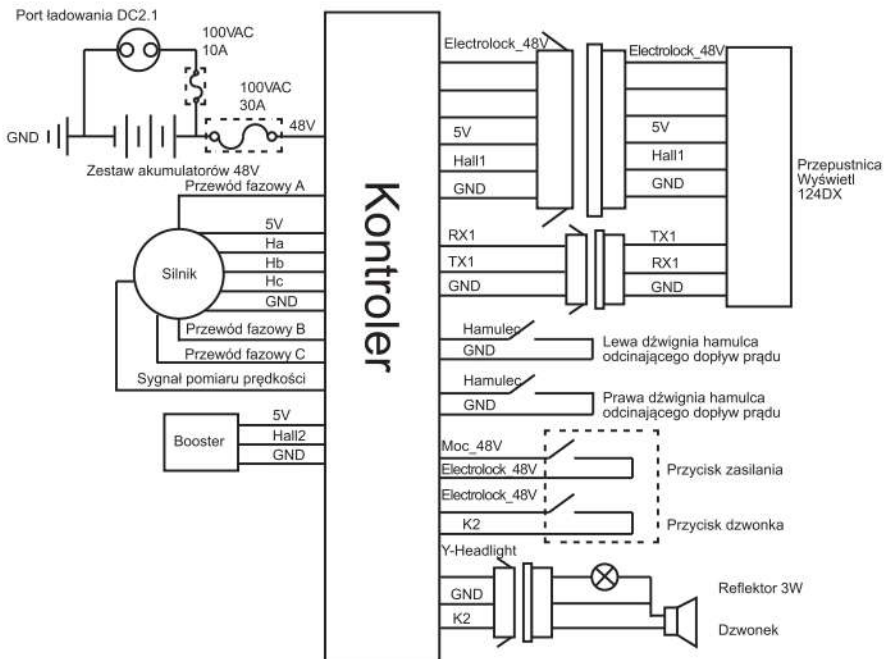 Port ładowania DC2.1
100VAC
10A
100VAC
30A
GND
48V
Zestaw akumulatorów 48V
Przewód fazowy A
5V
Ha
Hb
Silnik
Hc
GND
Przewód fazowy B
Przewód fazowy C
Sygnał pomiaru prędkości
5V
Booster
Hall2
GND
Kontroler
Electrolock_48V
5V
Hall1
GND
Electrolock_48V
5V
Hall1
GND
Przepustnica
Wyświetl
124DX
RX1
TX1
GND
TX1
RX1
GND
Hamulec
GND
Lewa dźwignia hamulca
odcinającego dopływ prądu
Hamulec
GND
Prawa dźwignia hamulca
odcinającego dopływ prądu
Moc_48V
Electrolock_48V
Przycisk zasilania
Electrolock_48V
K2
Przycisk dzwonka
Y-Headlight
GND
K2
Reflektor 3W
Dzwonek